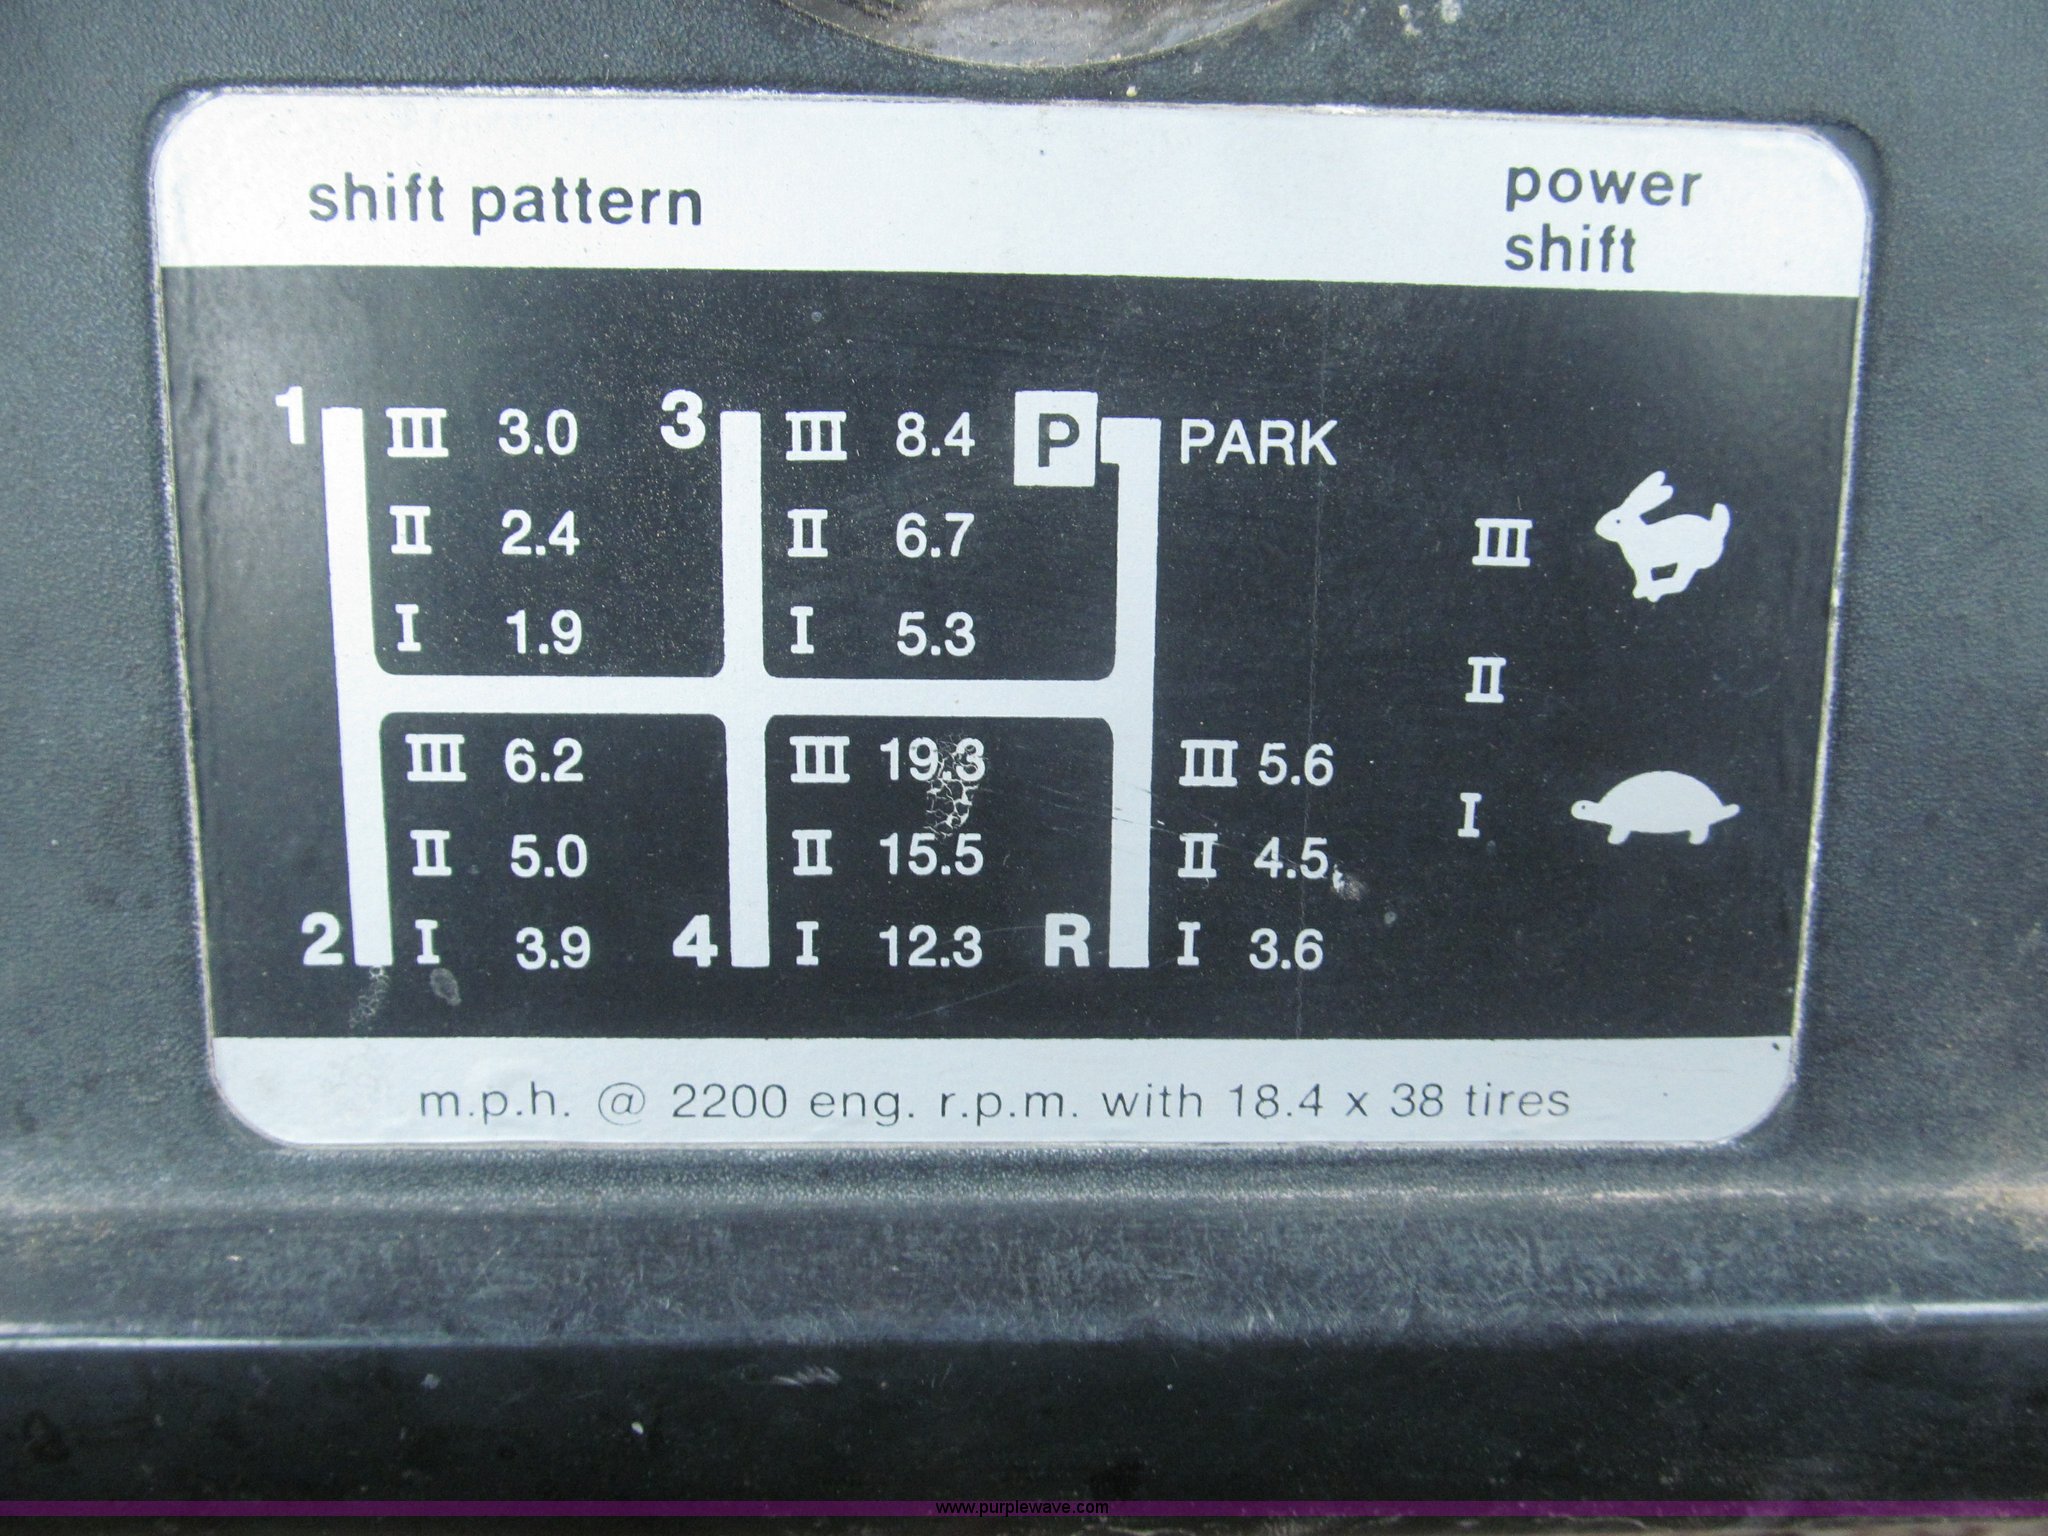 shift pattern
power
shift
1 III 3.0 3 III 8.4 P PARK
II 2.4 II 6.7 III
I 1.9 I 5.3 II
III 6.2 III 19.3 III 5.6 I
II 5.0 II 15.5 II 4.5
2 I 3.9 4 I 12.3 R I 3.6
m.p.h. @ 2200 eng. r.p.m. with 18.4 x 38 tires
www.purplewave.com